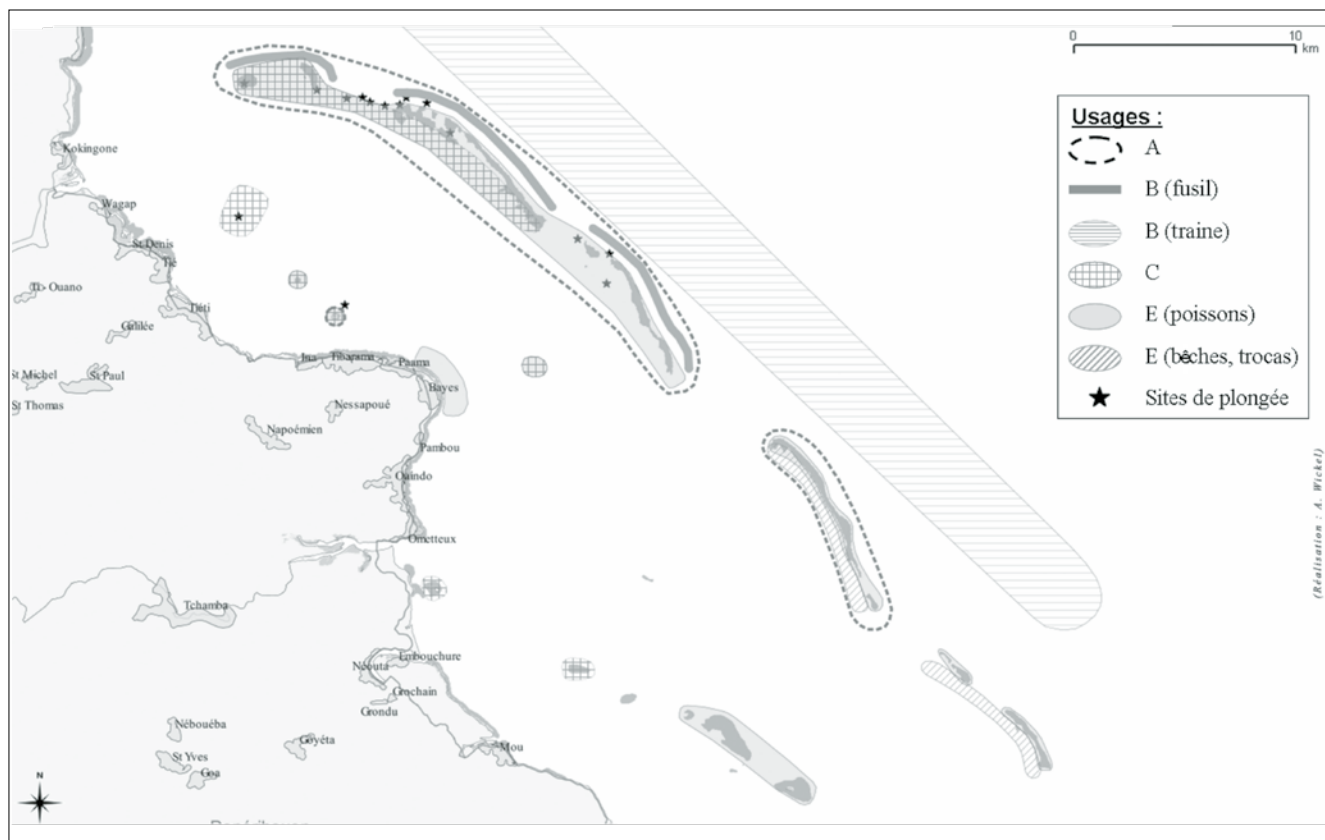 0 10
km
Usages :
A
B (fusil)
B (traine)
C
E (poissons)
E (bêches, trocas)
Sites de plongée
(Réalisation : A. Wickel)
Kokingone
Wagap
St Denis
Tié
Tiéti
Galilée
St Michel
St Paul
St Thomas
Ina
Tibarama
Paama
Bayes
Nessapoué
Napoémien
Pambou
Ouindo
Ometteux
Tchamba
Embouchure
Néouta
Grochain
Grondu
Nébouéba
Goyéta
Mou
St Yves
Goa
N